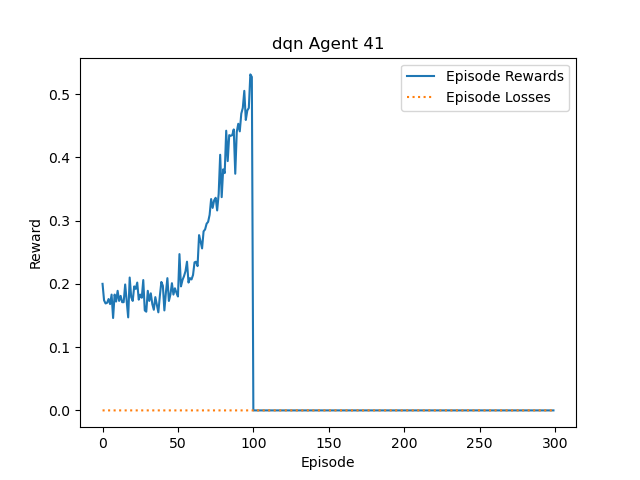 dqn Agent 41
Episode Rewards
Episode Losses
Reward
0.5
0.4
0.3
0.2
0.1
0.0
0 50 100 150 200 250 300
Episode